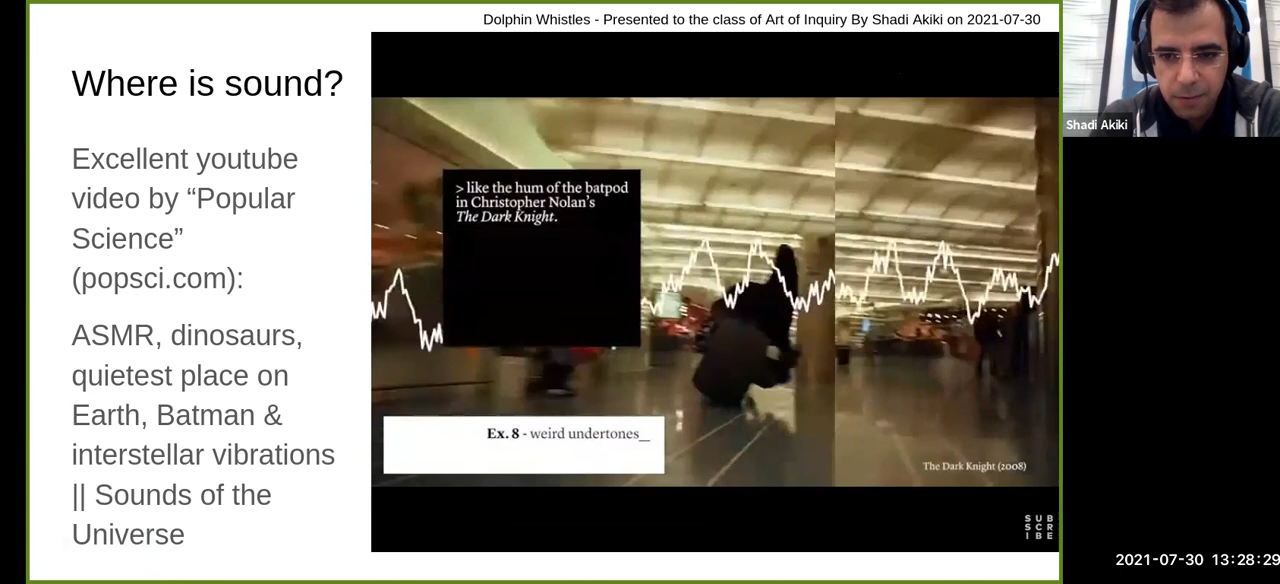 Dolphin Whistles - Presented to the class of Art of Inquiry By Shadi Akiki on 2021-07-30
Where is sound?
Excellent youtube
video by “Popular
Science”
(popsci.com):
ASMR, dinosaurs,
quietest place on
Earth, Batman &
interstellar vibrations
|| Sounds of the
Universe
> like the hum of the batpod
in Christopher Nolan’s
The Dark Knight.
Ex. 8 - weird undertones_
The Dark Knight (2008)
SUB
SCR
IBE
Shadi Akiki
2021-07-30 13:28:29